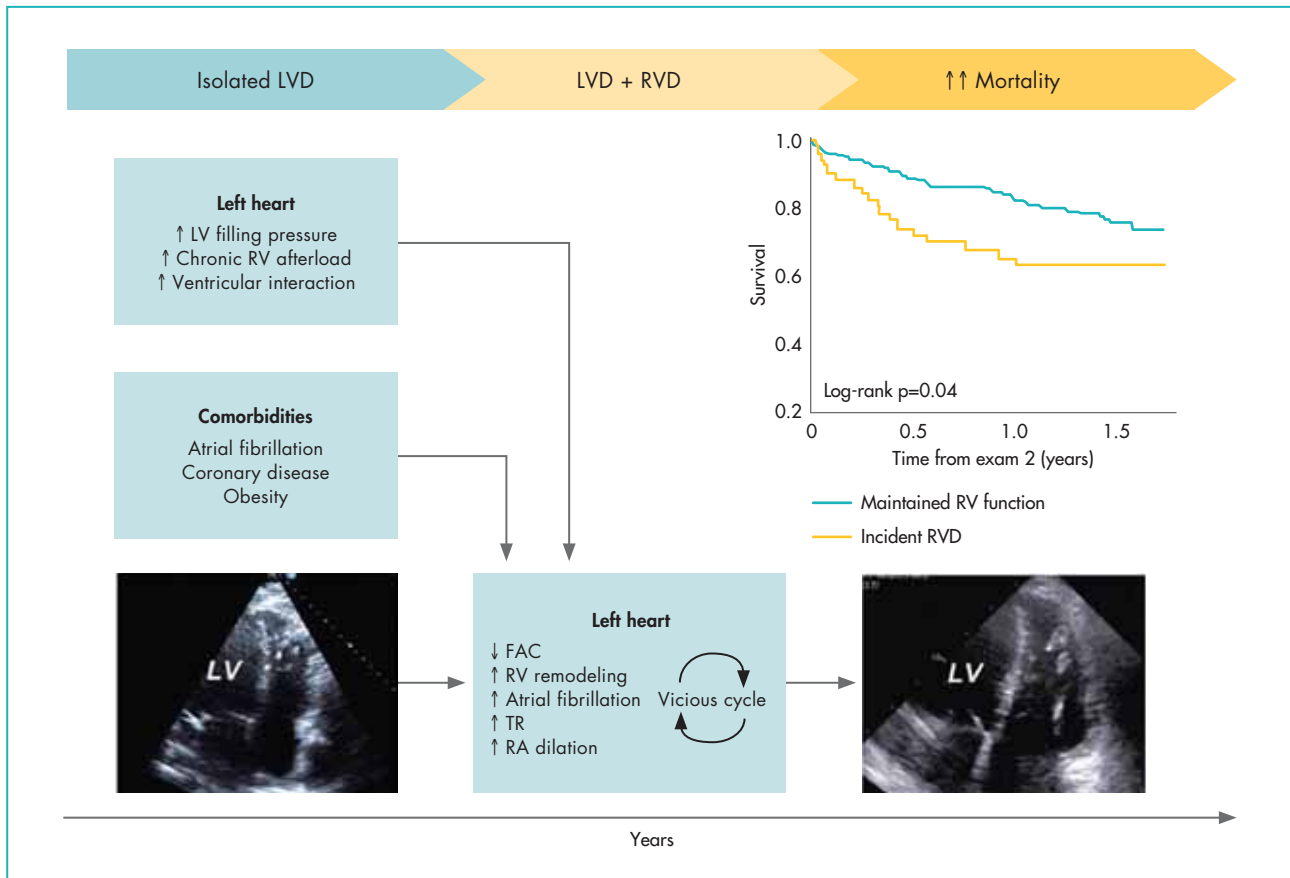 Isolated LVD
LVD + RVD
↑↑ Mortality
Left heart
↑ LV filling pressure
↑ Chronic RV afterload
↑ Ventricular interaction
Comorbidities
Atrial fibrillation
Coronary disease
Obesity
1.0
0.8
0.6
0.4
0.2
Survival
Log-rank p=0.04
0
0.5
1.0
1.5
Time from exam 2 (years)
Maintained RV function
Incident RVD
LV
Left heart
↓ FAC
↑ RV remodeling
↑ Atrial fibrillation
↑ TR
↑ RA dilation
Vicious cycle
LV
Years